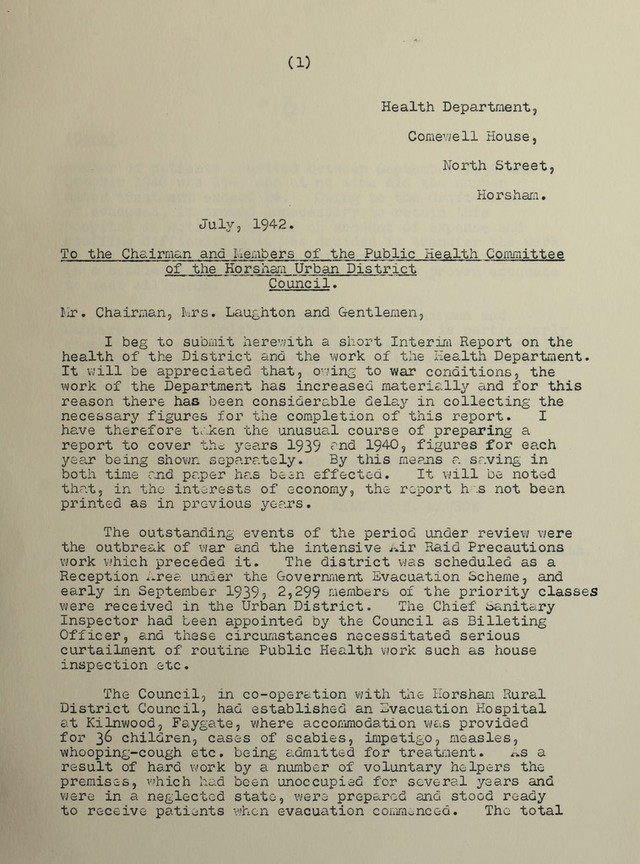 (1)
Health Department,
Comewell House,
North Street,
Horsham.
July, 1942.
To the Chairman and Members of the Public Health Committee
of the Horsham Urban District
Council.
Mr. Chairman, Mrs. Laughton and Gentlemen,
I beg to submit herewith a short Interim Report on the
health of the District and the work of the Health Department.
It will be appreciated that, owing to war conditions, the
work of the Department has increased materially and for this
reason there has been considerable delay in collecting the
necessary figures for the completion of this report. I
have therefore taken the unusual course of preparing a
report to cover the years 1939 and 1940, figures for each
year being shown separately. By this means a saving in
both time and paper has been effected. It will be noted
that, in the interests of economy, the report has not been
printed as in previous years.
The outstanding events of the period under review were
the outbreak of war and the intensive Air Raid Precautions
work which preceded it. The district was scheduled as a
Reception Area under the Government Evacuation Scheme, and
early in September 1939, 2,299 members of the priority classes
were received in the Urban District. The Chief Sanitary
Inspector had been appointed by the Council as Billeting
Officer, and these circumstances necessitated serious
curtailment of routine Public Health work such as house
inspection etc.
The Council, in co-operation with the Horsham Rural
District Council, had established an Evacuation Hospital
at Kilnwood, Faygate, where accommodation was provided
for 36 children, cases of scabies, impetigo, measles,
whooping-cough etc. being admitted for treatment. As a
result of hard work by a number of voluntary helpers the
premises, which had been unoccupied for several years and
were in a neglected state, were prepared and stood ready
to receive patients when evacuation commenced. The total